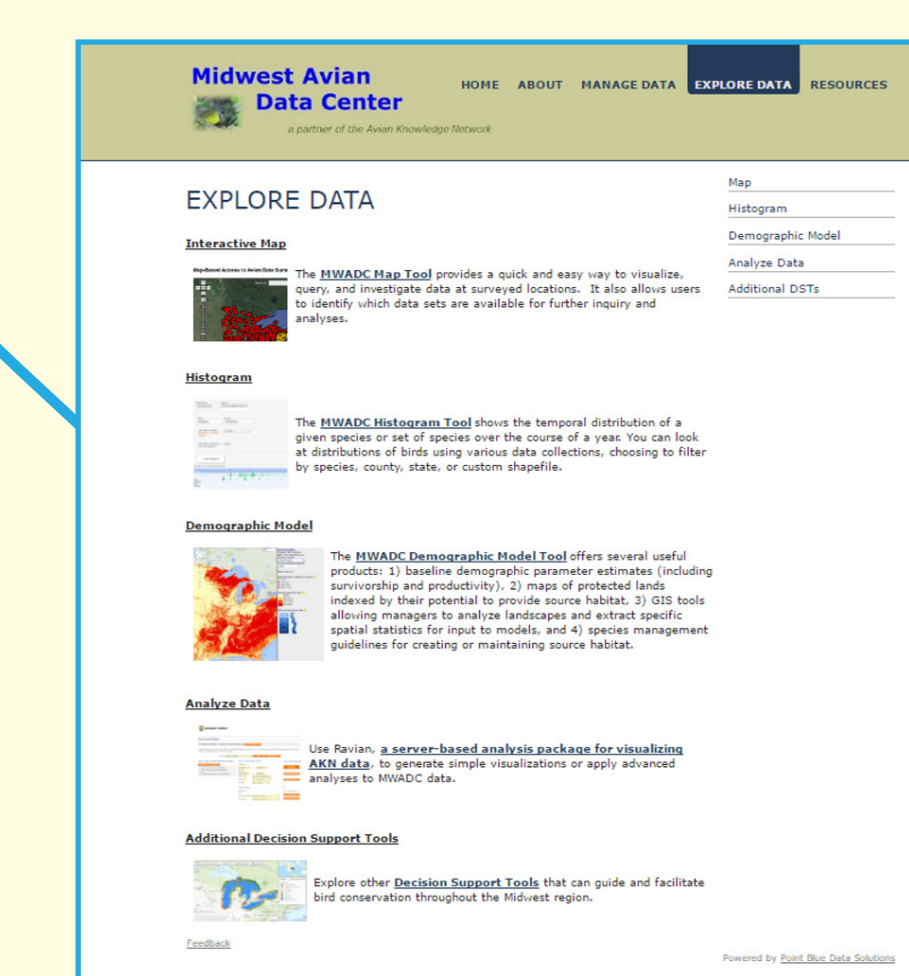 Midwest Avian
Data Center
a partner of the Avian Knowledge Network
HOME ABOUT MANAGE DATA EXPLORE DATA RESOURCES
EXPLORE DATA
Map
Histogram
Demographic Model
Analyze Data
Additional DSTs
Interactive Map
The MWADC Map Tool provides a quick and easy way to visualize,
query, and investigate data at surveyed locations. It also allows users
to identify which data sets are available for further inquiry and
analyses.
Histogram
The MWADC Histogram Tool shows the temporal distribution of a
given species or set of species over the course of a year. You can look
at distributions of birds using various data collections, choosing to filter
by species, county, state, or custom shapefile.
Demographic Model
The MWADC Demographic Model Tool offers several useful
products: 1) baseline demographic parameter estimates (including
survivorship and productivity), 2) maps of protected lands
indexed by their potential to provide source habitat, 3) GIS tools
allowing managers to analyze landscapes and extract specific
spatial statistics for input to models, and 4) species management
guidelines for creating or maintaining source habitat.
Analyze Data
Use Ravian, a server-based analysis package for visualizing
AKN data, to generate simple visualizations or apply advanced
analyses to MWADC data.
Additional Decision Support Tools
Explore other Decision Support Tools that can guide and facilitate
bird conservation throughout the Midwest region.
Feedback
Powered by Point Blue Data Solutions